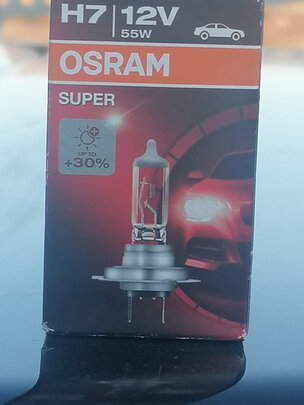 H7 12V
55W
OSRAM
SUPER
UP TO
+30%